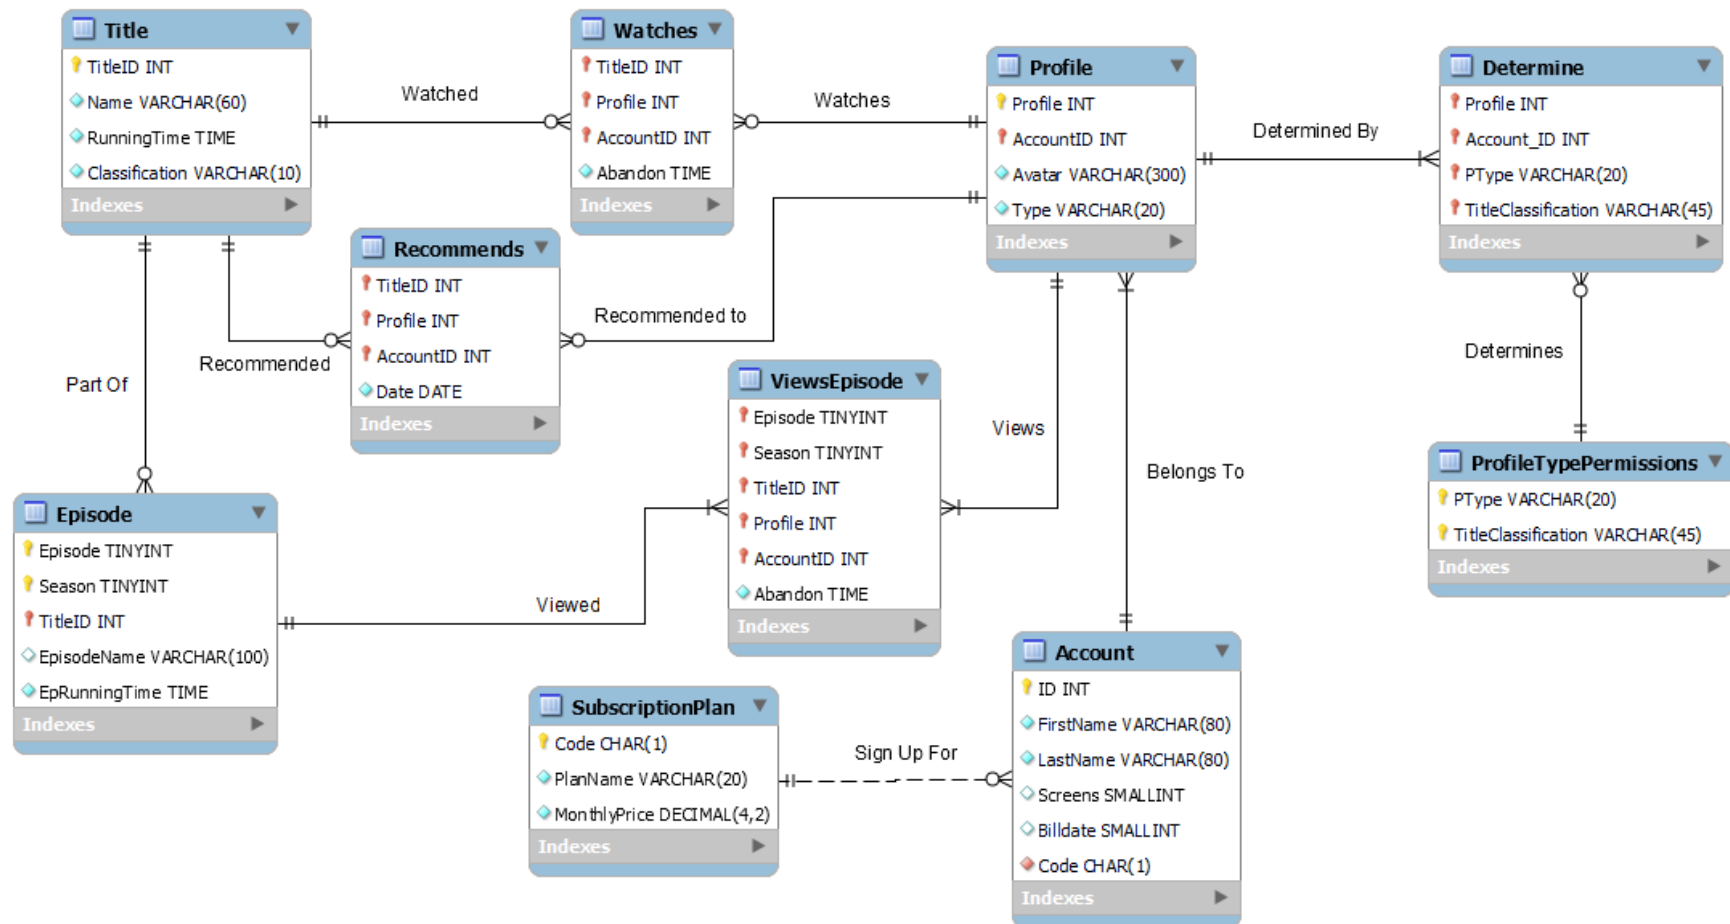 Title
TitleID INT
Name VARCHAR(60)
RunningTime TIME
Classification VARCHAR(10)
Indexes
Watched
Watches
TitleID INT
Profile INT
AccountID INT
Abandon TIME
Indexes
Watches
Profile
Profile INT
AccountID INT
Avatar VARCHAR(300)
Type VARCHAR(20)
Indexes
Determined By
Determine
Profile INT
Account_ID INT
PType VARCHAR(20)
TitleClassification VARCHAR(45)
Indexes
Recommends
TitleID INT
Profile INT
AccountID INT
Date DATE
Indexes
Recommended
Recommended to
Part Of
ViewsEpisode
Episode TINYINT
Season TINYINT
TitleID INT
Profile INT
AccountID INT
Abandon TIME
Indexes
Views
Belongs To
Determines
ProfileTypePermissions
PType VARCHAR(20)
TitleClassification VARCHAR(45)
Indexes
Episode
Episode TINYINT
Season TINYINT
TitleID INT
EpisodeName VARCHAR(100)
EpRunningTime TIME
Indexes
Viewed
SubscriptionPlan
Code CHAR(1)
PlanName VARCHAR(20)
MonthlyPrice DECIMAL(4,2)
Indexes
Sign Up For
Account
ID INT
FirstName VARCHAR(80)
LastName VARCHAR(80)
Screens SMALLINT
Billdate SMALLINT
Code CHAR(1)
Indexes